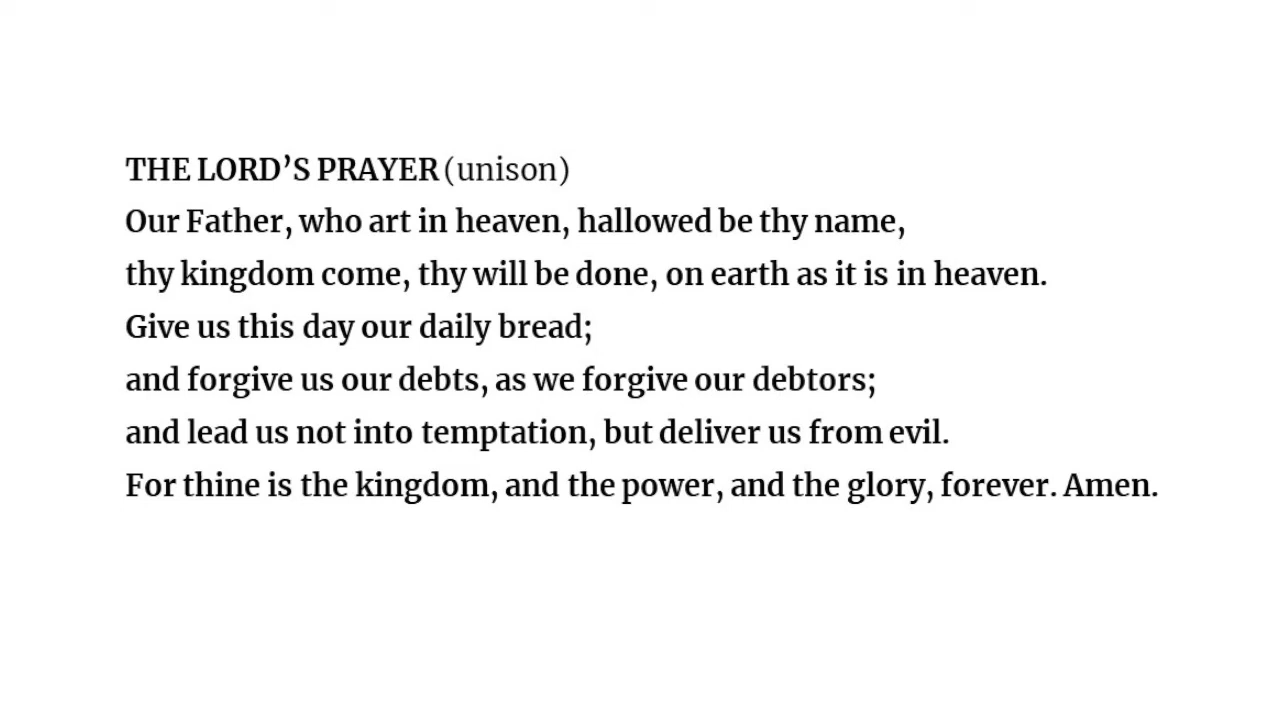 THE LORD’S PRAYER (unison)
Our Father, who art in heaven, hallowed be thy name,
thy kingdom come, thy will be done, on earth as it is in heaven.
Give us this day our daily bread;
and forgive us our debts, as we forgive our debtors;
and lead us not into temptation, but deliver us from evil.
For thine is the kingdom, and the power, and the glory, forever. Amen.